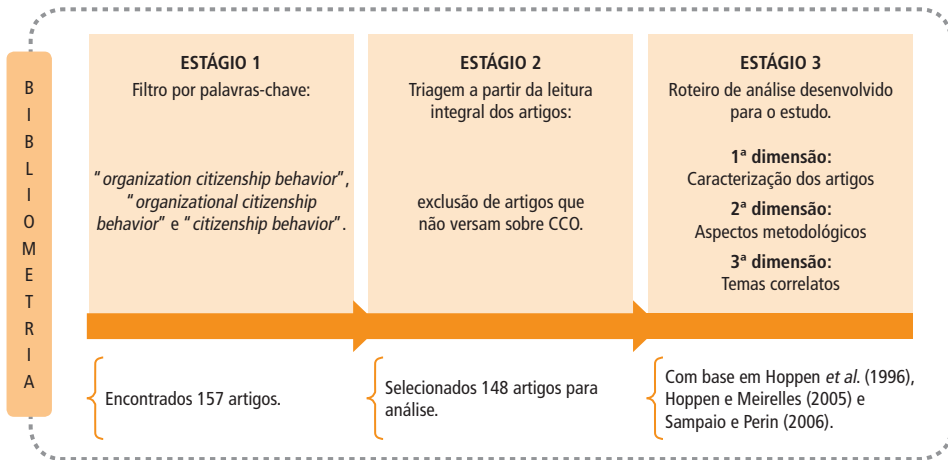 BIBLIOMETRIA
ESTÁGIO 1
Filtro por palavras-chave:
"organization citizenship behavior",
"organizational citizenship
behavior" e "citizenship behavior".
Encontrados 157 artigos.
ESTÁGIO 2
Triagem a partir da leitura
integral dos artigos:
exclusão de artigos que
não versam sobre CCO.
Selecionados 148 artigos para
análise.
ESTÁGIO 3
Roteiro de análise desenvolvido
para o estudo.
1ª dimensão:
Caracterização dos artigos
2ª dimensão:
Aspectos metodológicos
3ª dimensão:
Temas correlatos
Com base em Hoppen et al. (1996),
Hoppen e Meirelles (2005) e
Sampaio e Perin (2006).